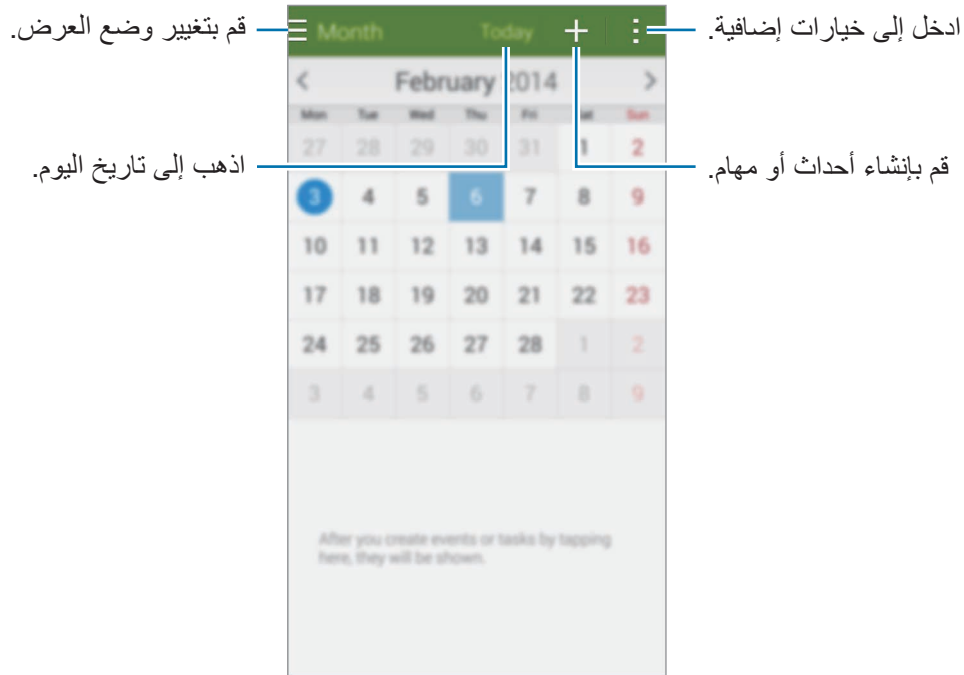 قم بتغيير وضع العرض.
Month Today + ⋮
ادخل إلى خيارات إضافية.
< February 2014 >
Mon Tue Wed Thu Fri Sat Sun
27 28 29 30 31 1 2
اذهب إلى تاريخ اليوم.
قم بإنشاء أحداث أو مهام.
3 4 5 6 7 8 9
10 11 12 13 14 15 16
17 18 19 20 21 22 23
24 25 26 27 28 1 2
3 4 5 6 7 8 9
After you create events or tasks by tapping
here, they will be shown.